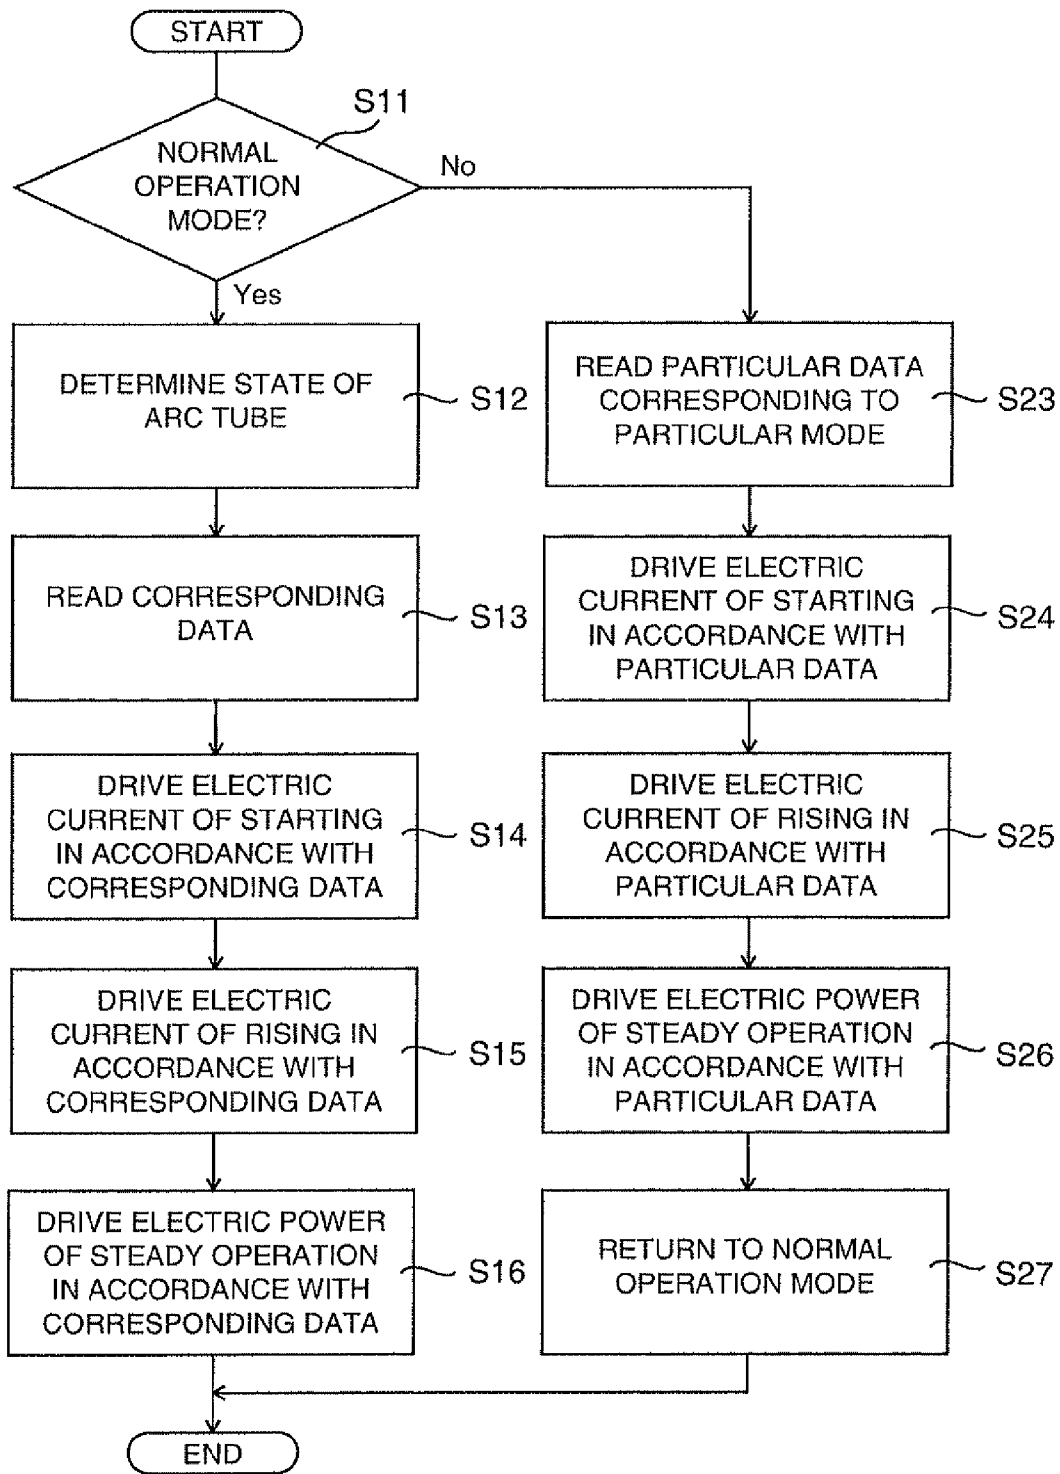 START
S11
NORMAL
OPERATION
MODE?
No
Yes
DETERMINE STATE OF
ARC TUBE
S12
READ CORRESPONDING
DATA
S13
DRIVE ELECTRIC
CURRENT OF STARTING
IN ACCORDANCE WITH
CORRESPONDING DATA
S14
DRIVE ELECTRIC
CURRENT OF RISING IN
ACCORDANCE WITH
CORRESPONDING DATA
S15
DRIVE ELECTRIC POWER
OF STEADY OPERATION
IN ACCORDANCE WITH
CORRESPONDING DATA
S16
READ PARTICULAR DATA
CORRESPONDING TO
PARTICULAR MODE
S23
DRIVE ELECTRIC
CURRENT OF STARTING
IN ACCORDANCE WITH
PARTICULAR DATA
S24
DRIVE ELECTRIC
CURRENT OF RISING IN
ACCORDANCE WITH
PARTICULAR DATA
S25
DRIVE ELECTRIC POWER
OF STEADY OPERATION
IN ACCORDANCE WITH
PARTICULAR DATA
S26
RETURN TO NORMAL
OPERATION MODE
S27
END